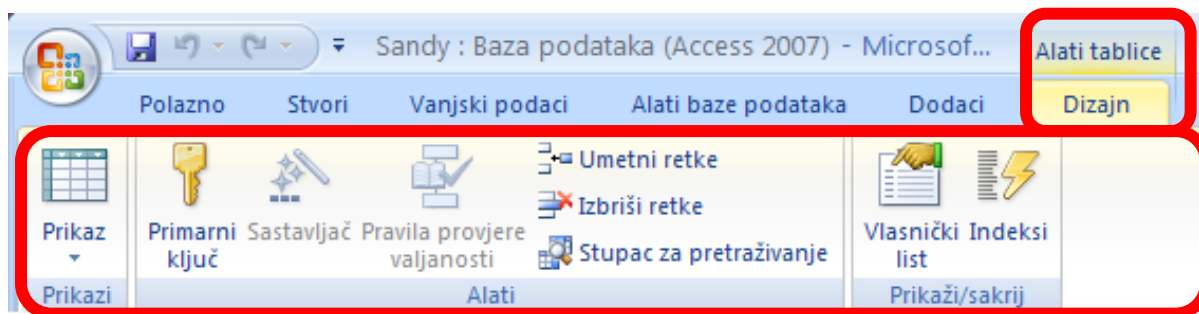 Sandy : Baza podataka (Access 2007) - Microsof...
Alati tablice
Polazno Stvori Vanjski podaci Alati baze podataka Dodaci Dizajn
Prikaz
Primarni ključ
Sastavljač
Pravila provjere valjanosti
Umetni retke
Izbriši retke
Stupac za pretraživanje
Vlasnički list
Indeksi
Prikazi
Alati
Prikaži/sakrij